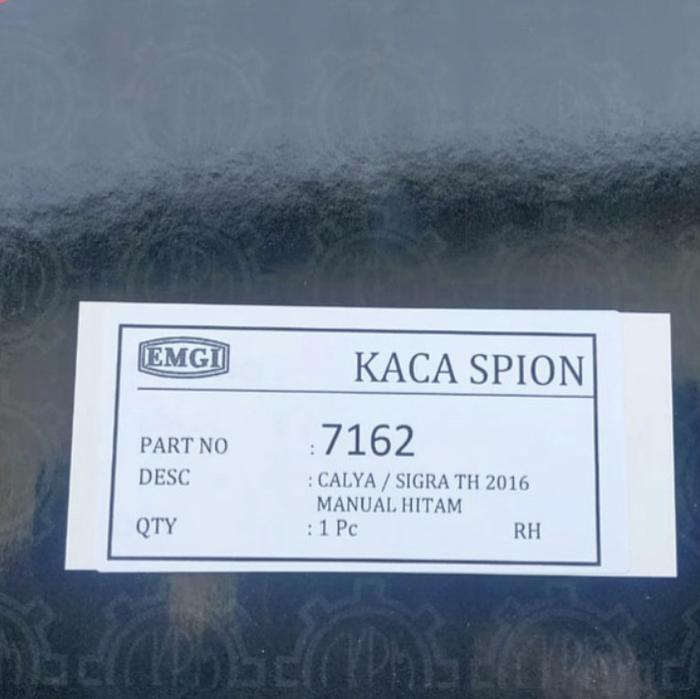 EMGI
KACA SPION
PART NO : 7162
DESC : CALYA / SIGRA TH 2016
MANUAL HITAM
QTY : 1 Pc RH